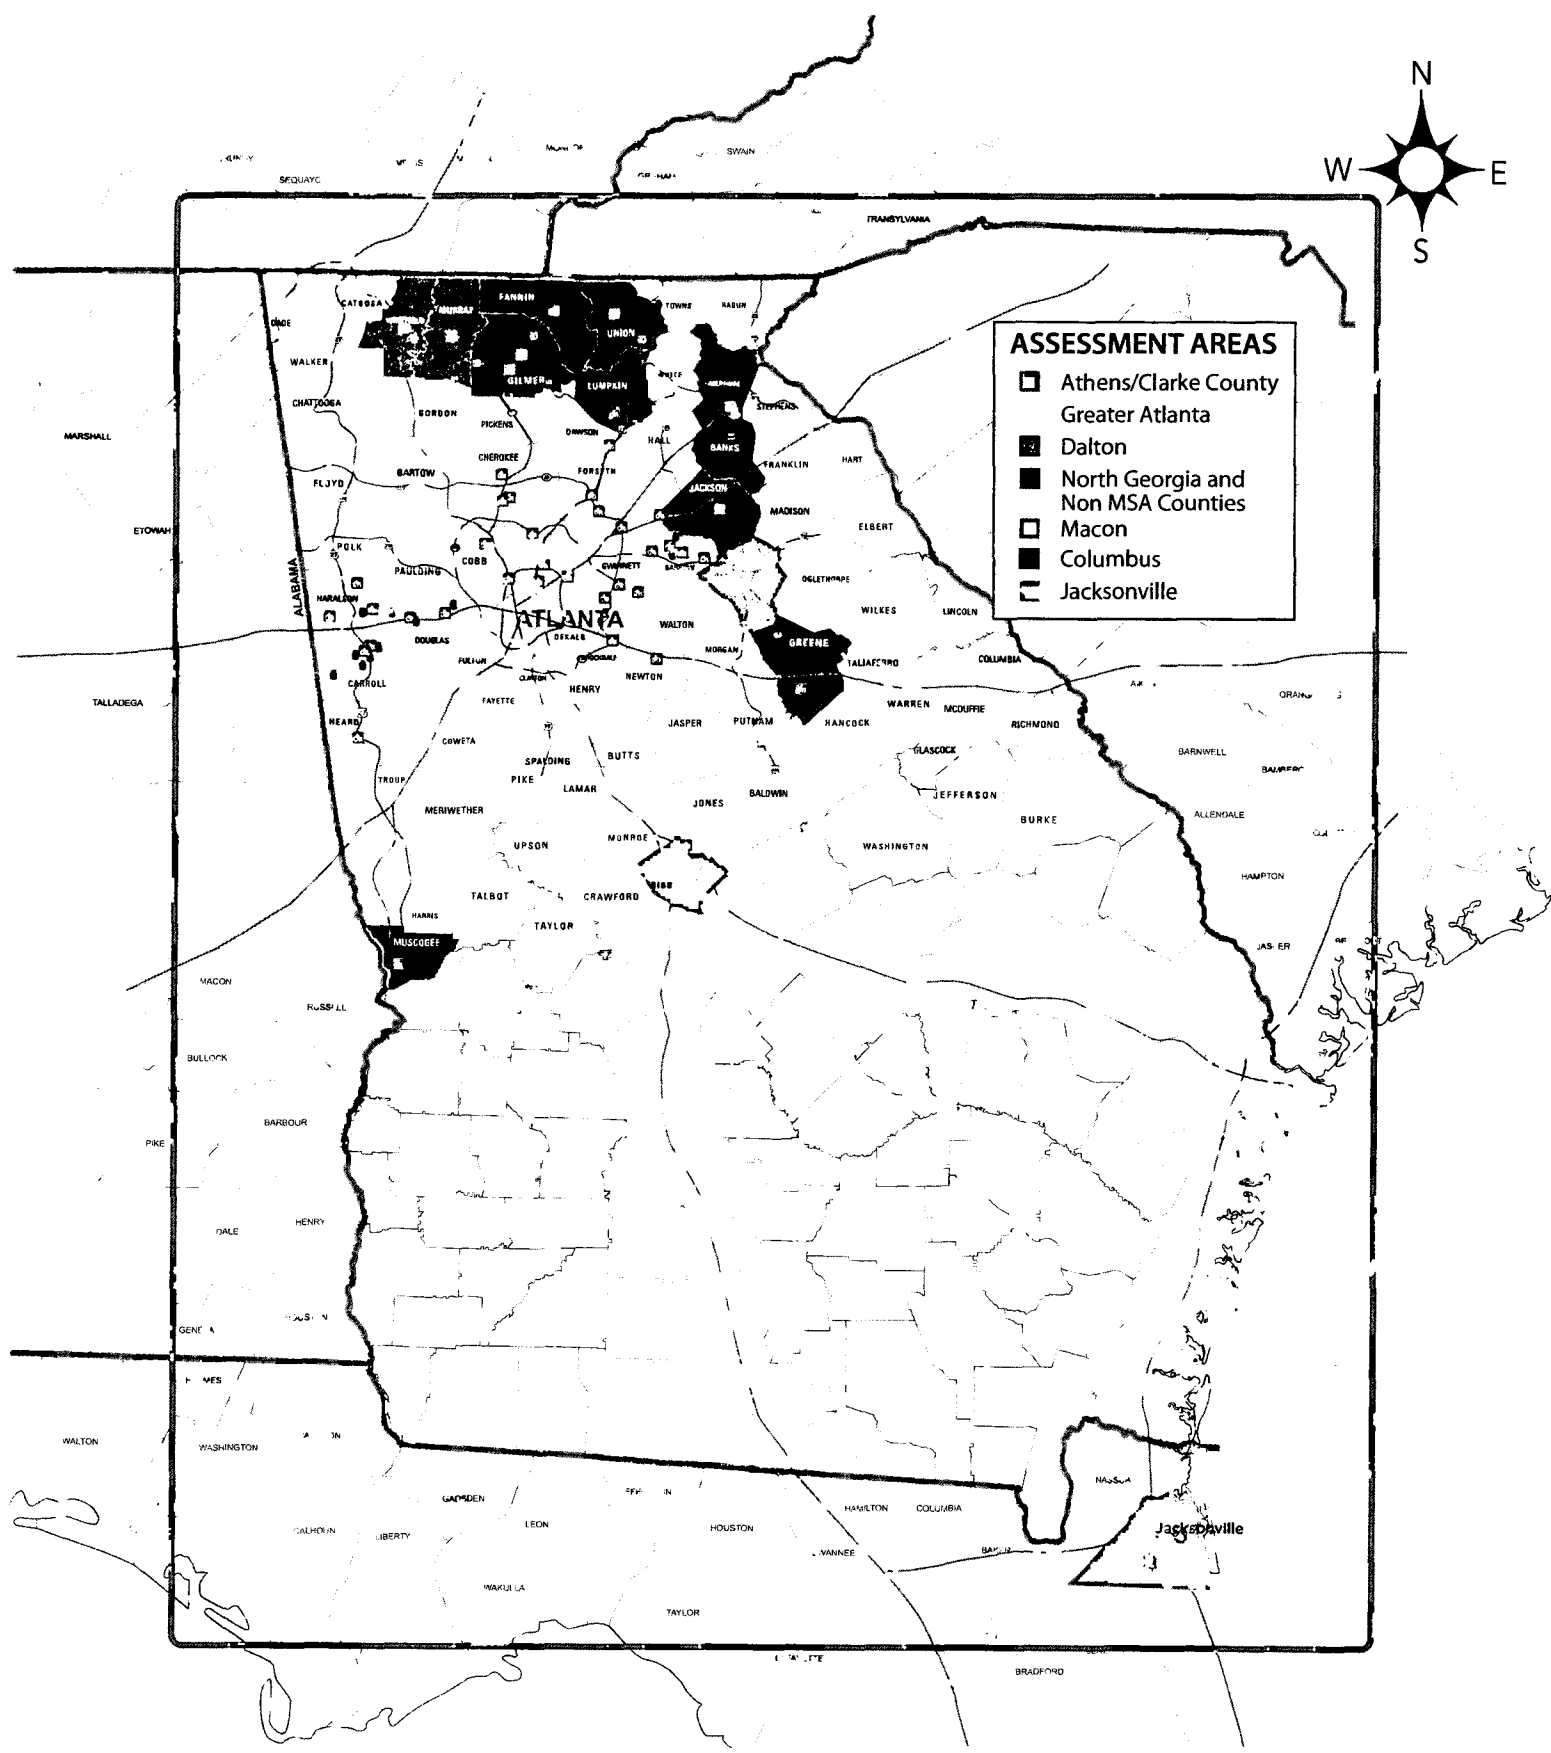 N
W E
S
SWAIN
SEQUAYC
TRANSYLVANIA
CATOOSA
MURRAY
FANNIN
TOWNS
RABUN
DADE
UNION
WALKER
GILMER
LUMPKIN
CHATTOOGA
GORDON
PICKENS
DAWSON
HALL
STEPHENS
BANKS
MARSHALL
CHEROKEE
FORSYTH
FRANKLIN
HART
FLOYD
BARTOW
JACKSON
MADISON
ELBERT
ETOWAH
POLK
PAULDING
COBB
GWINNETT
OGLETHORPE
ALABAMA
HARALSON
ATLANTA
WILKES
LINCOLN
DOUGLAS
DEKALB
WALTON
GREENE
FULTON
MORGAN
TALIAFERRO
COLUMBIA
CARROLL
CLAYTON
HENRY
NEWTON
TALLADEGA
FAYETTE
WARREN
MCDUFFIE
HEARD
JASPER
PUTNAM
HANCOCK
RICHMOND
COWETA
SPALDING
BUTTS
GLASCOCK
BARNWELL
TROUP
PIKE
LAMAR
JONES
BALDWIN
JEFFERSON
MERIWETHER
BURKE
ALLENDALE
UPSON
MONROE
WASHINGTON
TALBOT
CRAWFORD
HAMPTON
HARRIS
TAYLOR
MUSCOGEE
MACON
BULLOCK
BARBOUR
PIKE
DALE
HENRY
WALTON
WASHINGTON
GADSDEN
LEON
CALHOUN
LIBERTY
HOUSTON
HAMILTON
COLUMBIA
BAKER
Jacksonville
WAKULLA
TAYLOR
BRADFORD
ASSESSMENT AREAS
Athens/Clarke County
Greater Atlanta
Dalton
North Georgia and
Non MSA Counties
Macon
Columbus
Jacksonville